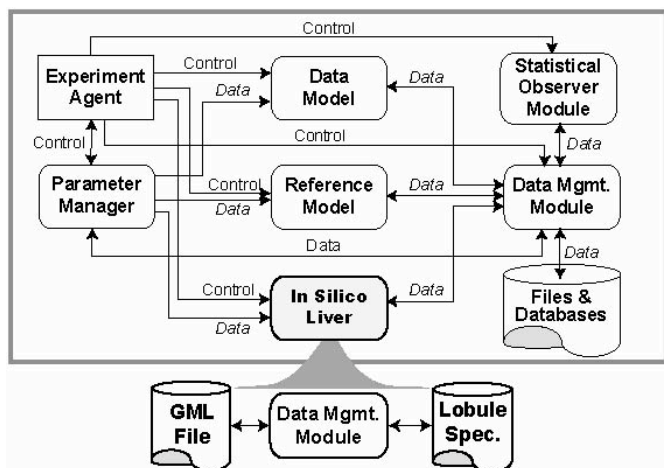 Control
Experiment
Agent
Control
Data
Data
Model
Data
Statistical
Observer
Module
Control
Control
Data
Parameter
Manager
Control
Data
Reference
Model
Data
Data Mgmt.
Module
Data
Data
Control
Data
In Silico
Liver
Data
Files &
Databases
GML
File
Data Mgmt.
Module
Lobule
Spec.